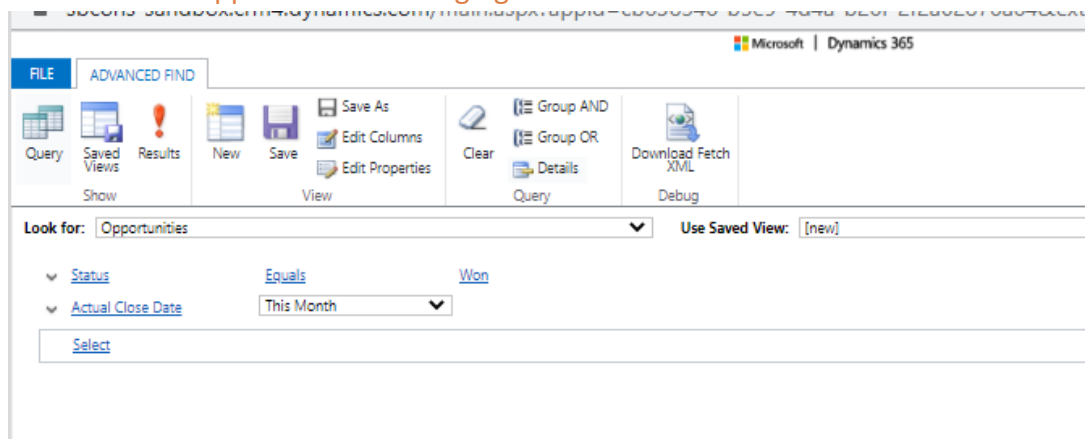 Microsoft | Dynamics 365
FILE ADVANCED FIND
Query
Saved Views
Results
New
Save
Save As
Edit Columns
Edit Properties
Clear
Group AND
Group OR
Details
Download Fetch XML
Show View Query Debug
Look for: Opportunities Use Saved View: [new]
Status Equals Won
Actual Close Date This Month
Select